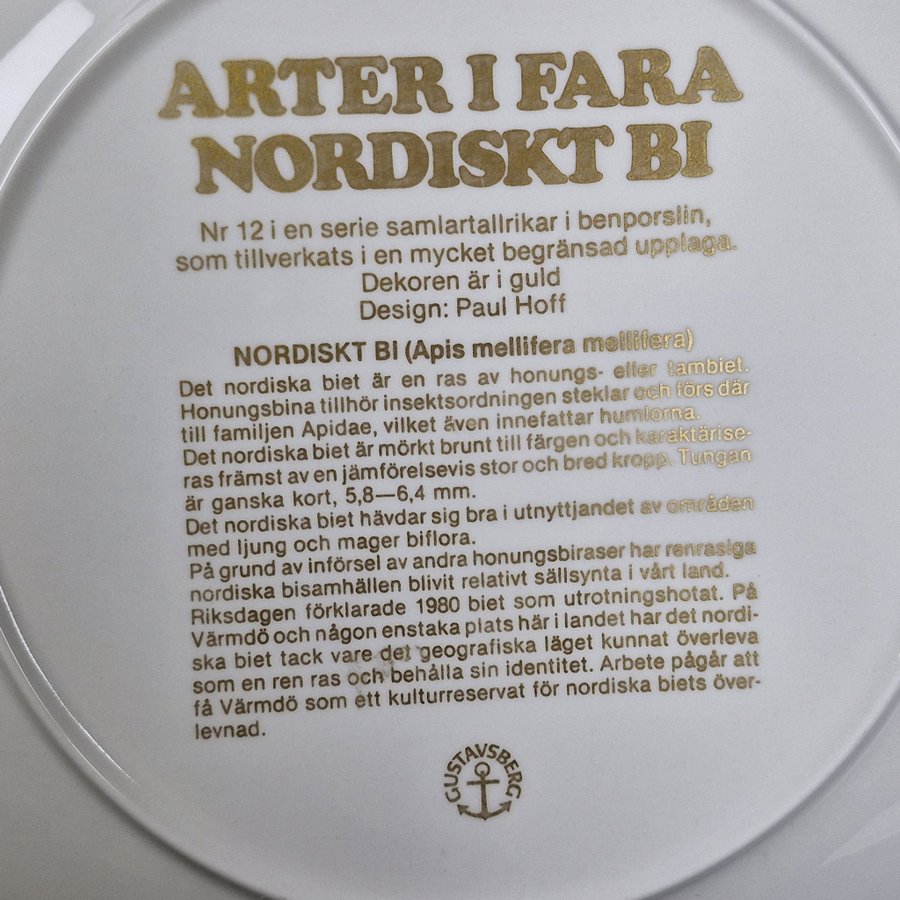 ARTER I FARA
NORDISKT BI
Nr 12 i en serie samlartallrikar i benporslin,
som tillverkats i en mycket begränsad upplaga.
Dekoren är i guld
Design: Paul Hoff
NORDISKT BI (Apis mellifera mellifera)
Det nordiska biet är en ras av honungs- eller tambiet.
Honungsbina tillhör insektsordningen steklar och förs där
till familjen Apidae, vilket även innefattar humlorna.
Det nordiska biet är mörkt brunt till färgen och karaktärise-
ras främst av en jämförelsevis stor och bred kropp. Tungan
är ganska kort, 5,8—6,4 mm.
Det nordiska biet hävdar sig bra i utnyttjandet av områden
med ljung och mager biflora.
På grund av införsel av andra honungsbiraser har renrasiga
nordiska bisamhällen blivit relativt sällsynta i vårt land.
Riksdagen förklarade 1980 biet som utrotningshotat. På
Värmdö och någon enstaka plats här i landet har det nordi-
ska biet tack vare det geografiska läget kunnat överleva
som en ren ras och behålla sin identitet. Arbete pågår att
få Värmdö som ett kulturreservat för nordiska biets över-
levnad.
GUSTAVSBERG